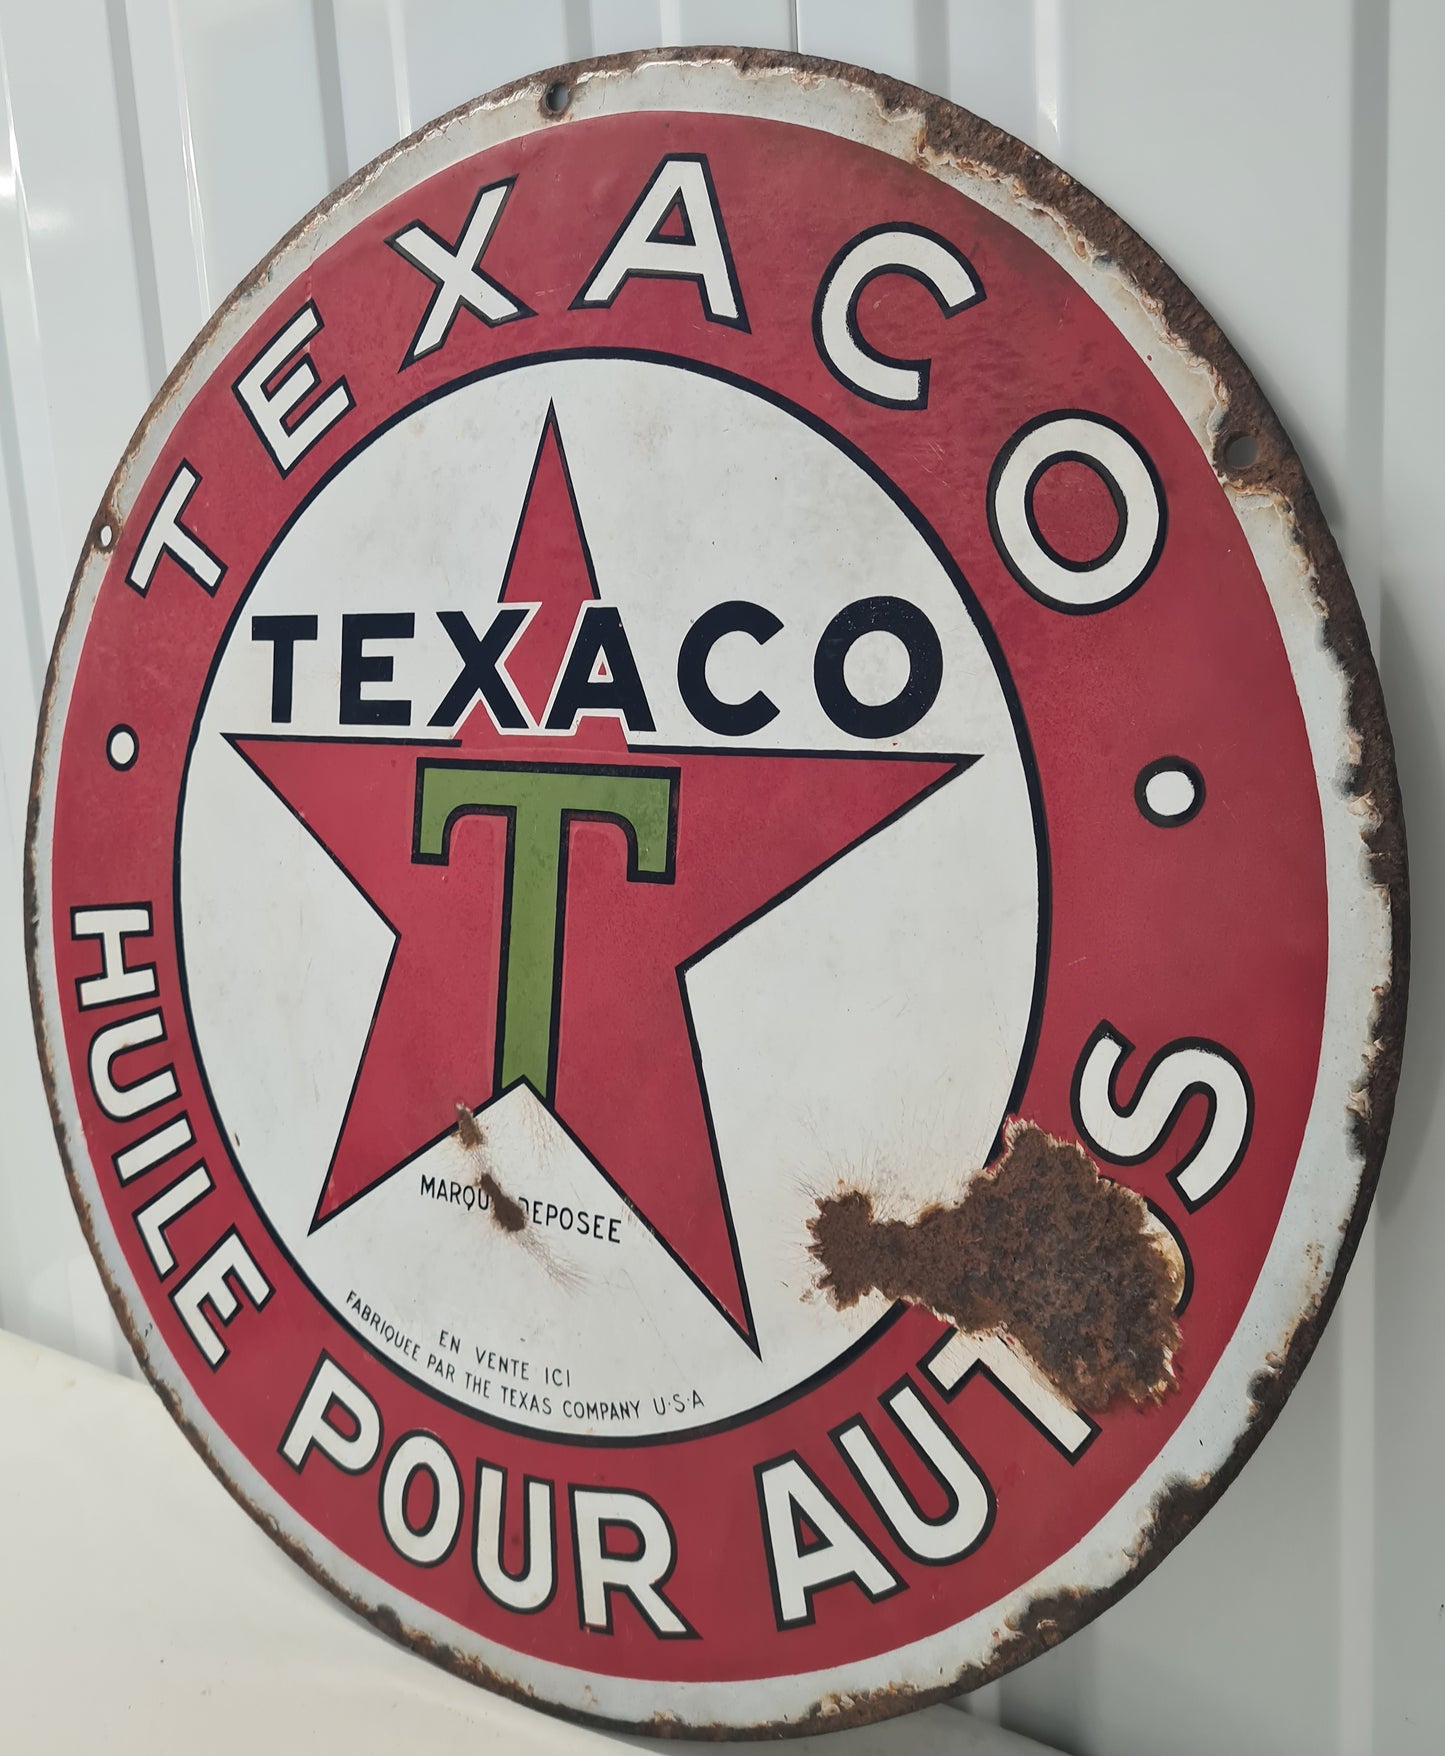 TEXACO
TEXACO
T
MARQUE DEPOSEE
EN VENTE ICI
FABRIQUEE PAR THE TEXAS COMPANY U·S·A
HUILE POUR AUTOS